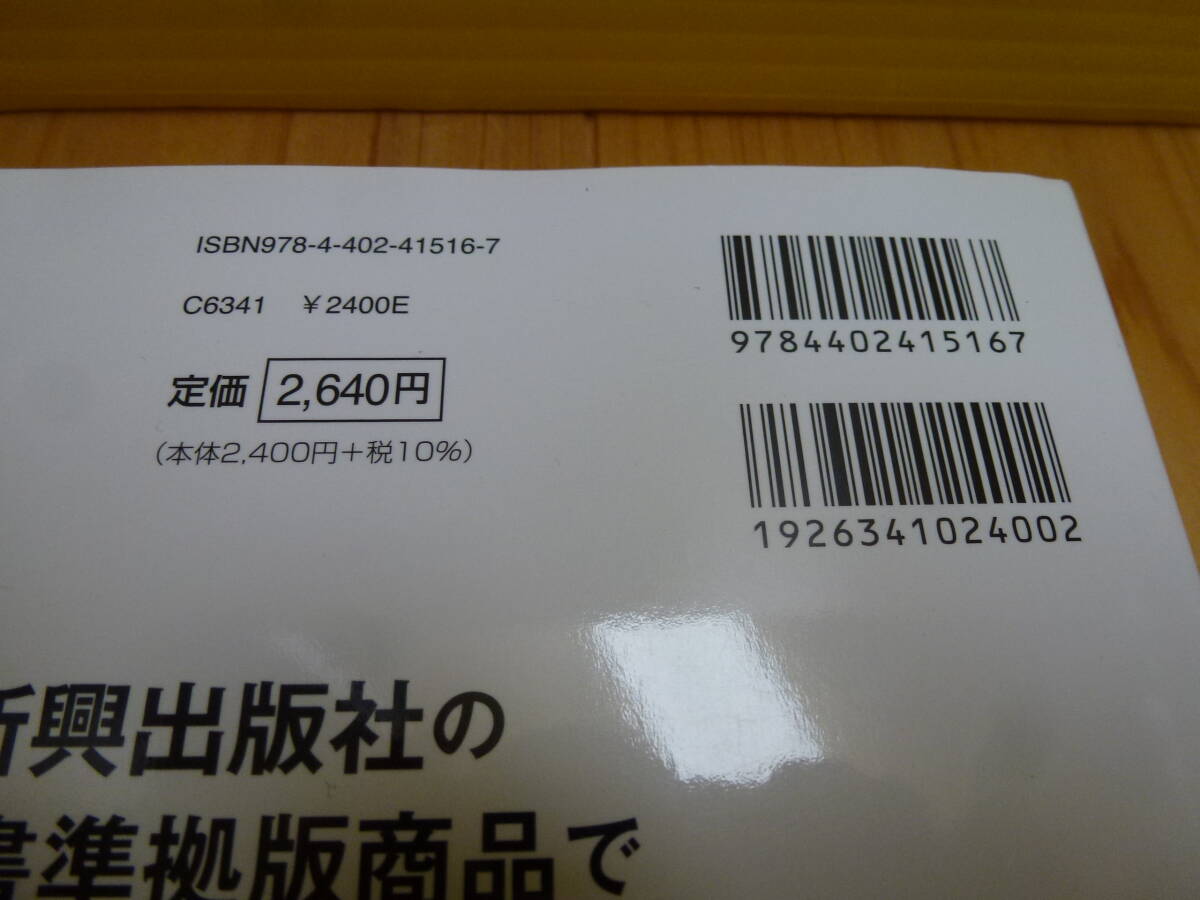 ISBN978-4-402-41516-7
C6341 ¥2400E
定価 2,640円
(本体2,400円+税10%)
9784402415167
1926341024002
興出版社の
準拠版商品で